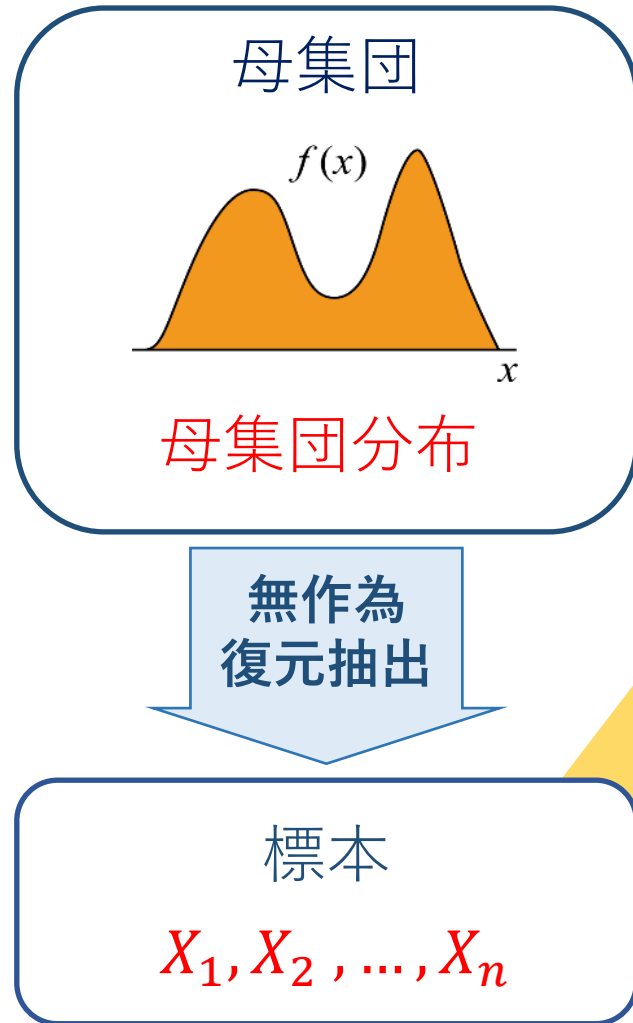 母集団
f(x)
x
母集団分布
無作為
復元抽出
標本
X₁, X₂ , … , Xₙ